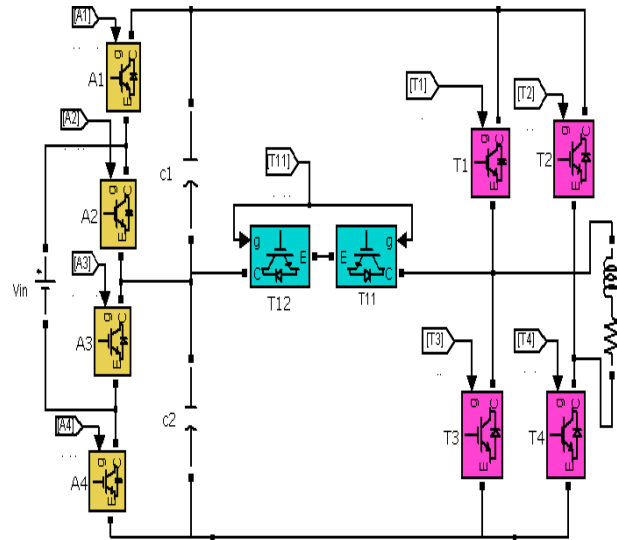 [A1]
g
C
E
A1
[A2]
g
C
E
A2
[A3]
g
C
E
A3
[A4]
g
C
E
A4
Vin
+
c1
c2
[T11]
g
C
E
T12
g
E
C
T11
[T1]
g
C
E
T1
[T2]
g
C
E
T2
[T3]
g
C
E
T3
[T4]
g
C
E
T4